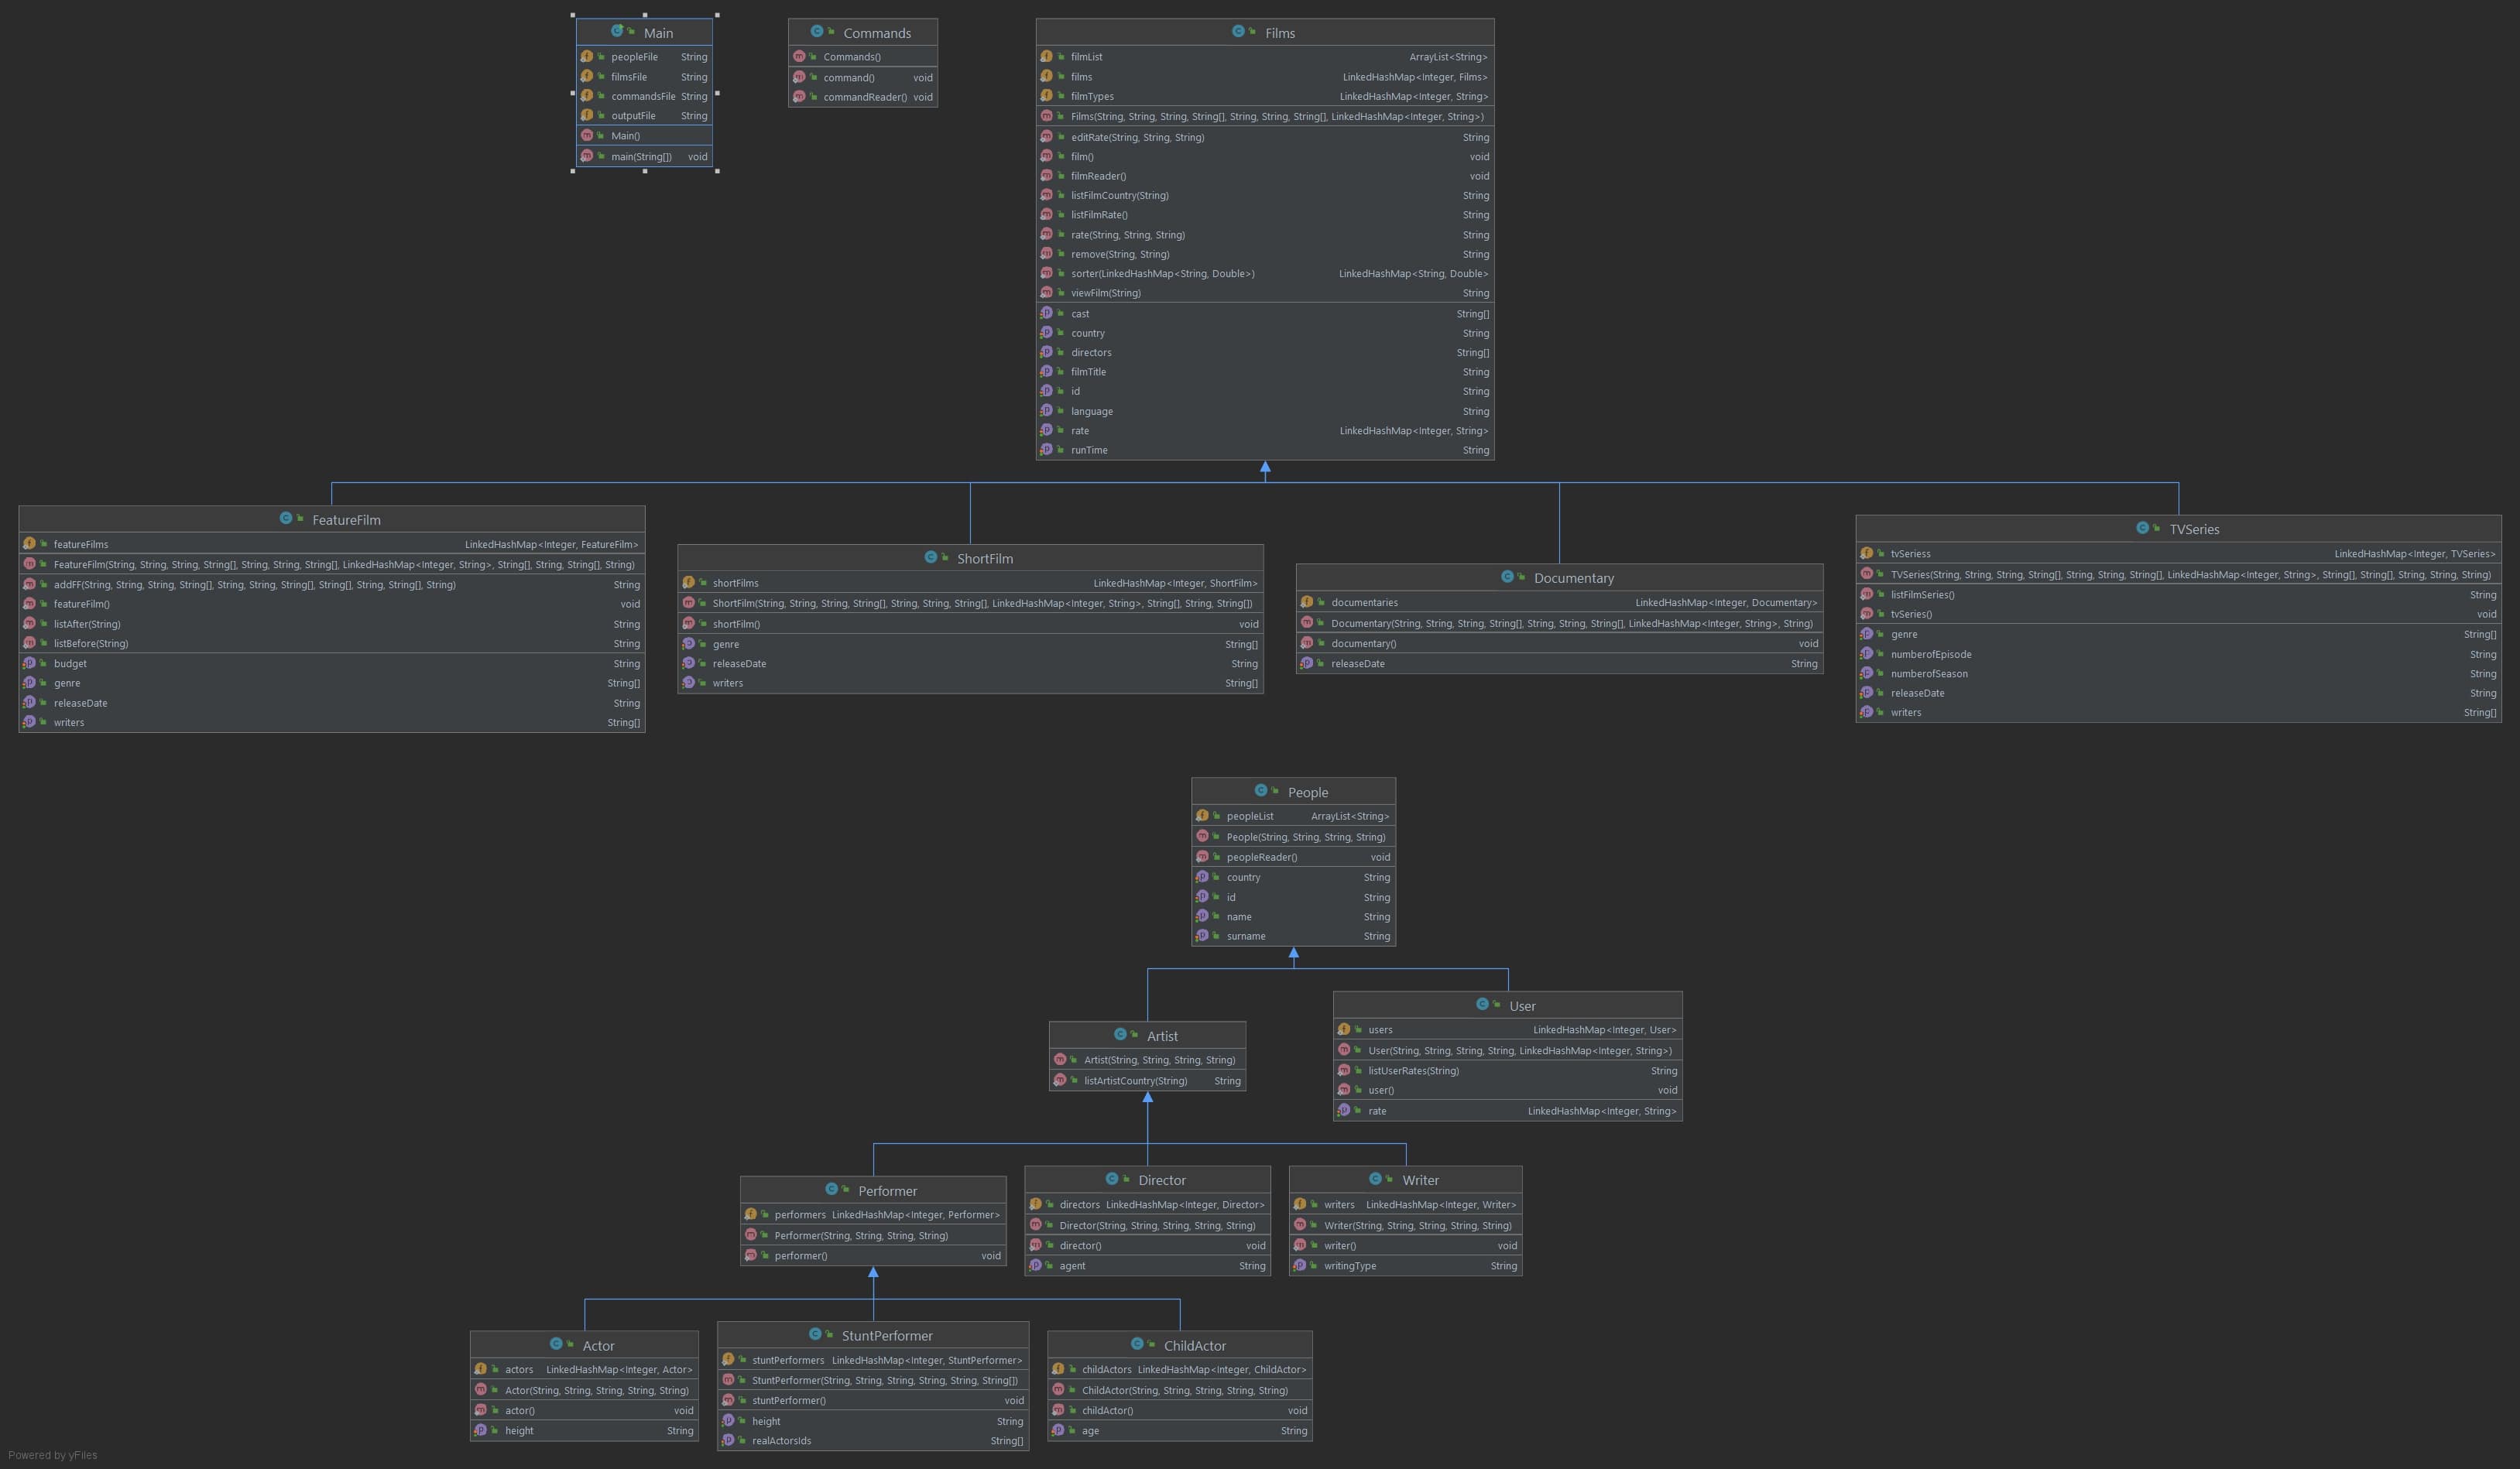 Main
peopleFile String
filmsFile String
commandsFile String
outputFile String
Main()
main(String[]) void
Commands
Commands()
command() void
commandReader() void
Films
filmList ArrayList<String>
films LinkedHashMap<Integer, Films>
filmTypes LinkedHashMap<Integer, String>
Films(String, String, String, String[], String, String, String[], LinkedHashMap<Integer, String>)
editRate(String, String, String) String
film() void
filmReader() void
listFilmCountry(String) String
listFilmRate() String
rate(String, String, String) String
remove(String, String) String
sorter(LinkedHashMap<String, Double>) LinkedHashMap<String, Double>
viewFilm(String) String
cast String[]
country String
directors String[]
filmTitle String
id String
language String
rate LinkedHashMap<Integer, String>
runTime String
FeatureFilm
featureFilms LinkedHashMap<Integer, FeatureFilm>
FeatureFilm(String, String, String, String[], String, String, String[], LinkedHashMap<Integer, String>, String[], String, String[], String)
addFF(String, String, String, String[], String, String, String[], String[], String, String[], String) String
featureFilm() void
listAfter(String) String
listBefore(String) String
budget String
genre String[]
releaseDate String
writers String[]
ShortFilm
shortFilms LinkedHashMap<Integer, ShortFilm>
ShortFilm(String, String, String, String[], String, String, String[], LinkedHashMap<Integer, String>, String[], String, String[])
shortFilm() void
genre String[]
releaseDate String
writers String[]
Documentary
documentaries LinkedHashMap<Integer, Documentary>
Documentary(String, String, String, String[], String, String, String[], LinkedHashMap<Integer, String>, String)
documentary() void
releaseDate String
TVSeries
tvSeriess LinkedHashMap<Integer, TVSeries>
TVSeries(String, String, String, String[], String, String, String[], LinkedHashMap<Integer, String>, String[], String[], String, String, String, String)
listFilmSeries() String
tvSeries() void
genre String[]
numberofEpisode String
numberofSeason String
releaseDate String
writers String[]
People
peopleList ArrayList<String>
People(String, String, String, String)
peopleReader() void
country String
id String
name String
surname String
Artist
Artist(String, String, String, String)
listArtistCountry(String) String
User
users LinkedHashMap<Integer, User>
User(String, String, String, String, LinkedHashMap<Integer, String>)
listUserRates(String) String
user() void
rate LinkedHashMap<Integer, String>
Performer
performers LinkedHashMap<Integer, Performer>
Performer(String, String, String, String)
performer() void
Director
directors LinkedHashMap<Integer, Director>
Director(String, String, String, String, String)
director() void
agent String
Writer
writers LinkedHashMap<Integer, Writer>
Writer(String, String, String, String, String)
writer() void
writingType String
Actor
actors LinkedHashMap<Integer, Actor>
Actor(String, String, String, String, String)
actor() void
height String
StuntPerformer
stuntPerformers LinkedHashMap<Integer, StuntPerformer>
StuntPerformer(String, String, String, String, String, String[])
stuntPerformer() void
height String
realActorsIds String[]
ChildActor
childActors LinkedHashMap<Integer, ChildActor>
ChildActor(String, String, String, String, String)
childActor() void
age String
Powered by yFiles